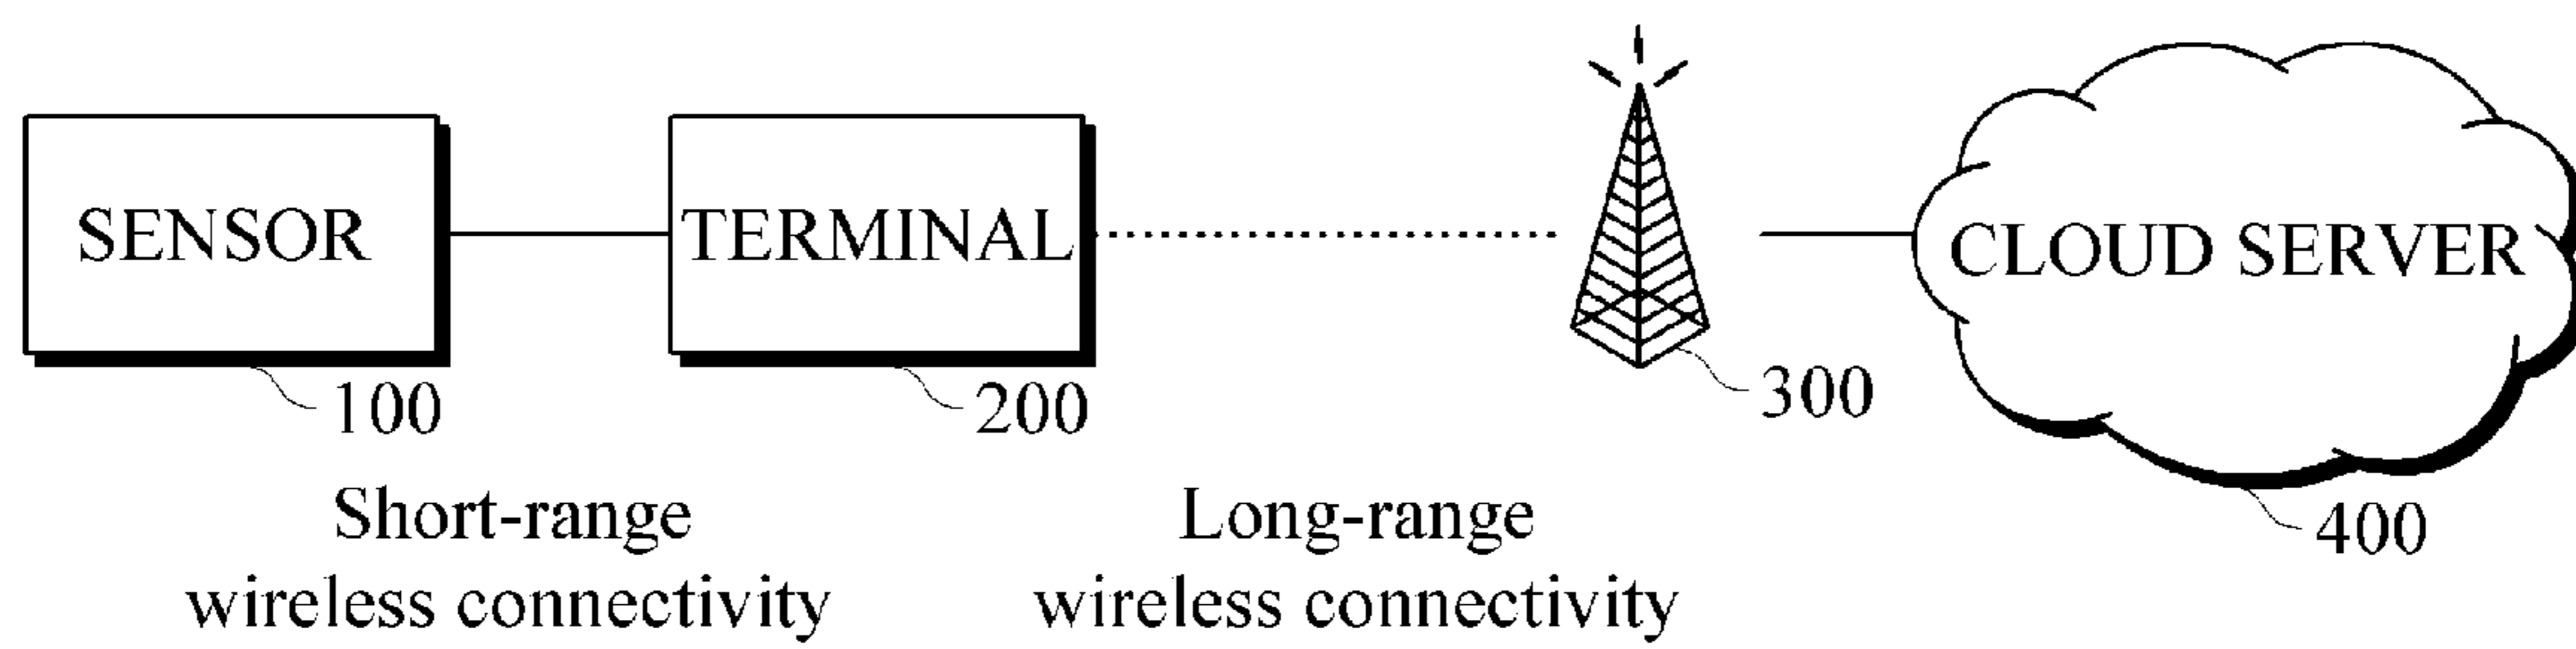 SENSOR
TERMINAL
CLOUD SERVER
100
200
300
400
Short-range
wireless connectivity
Long-range
wireless connectivity